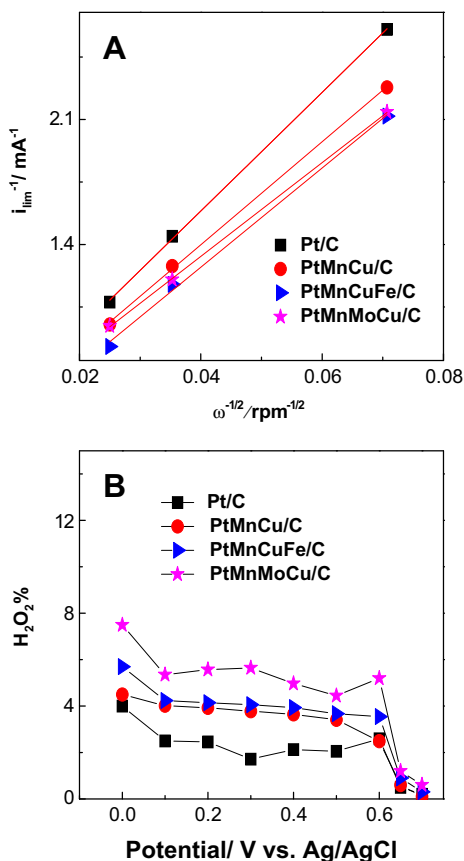 A
i_lim^-1/ mA^-1
2.1
1.4
Pt/C
PtMnCu/C
PtMnCuFe/C
PtMnMoCu/C
0.02 0.04 0.06 0.08
ω^-1/2/rpm^-1/2
B
H₂O₂%
12
8
4
0
Pt/C
PtMnCu/C
PtMnCuFe/C
PtMnMoCu/C
0.0 0.2 0.4 0.6
Potential/ V vs. Ag/AgCl